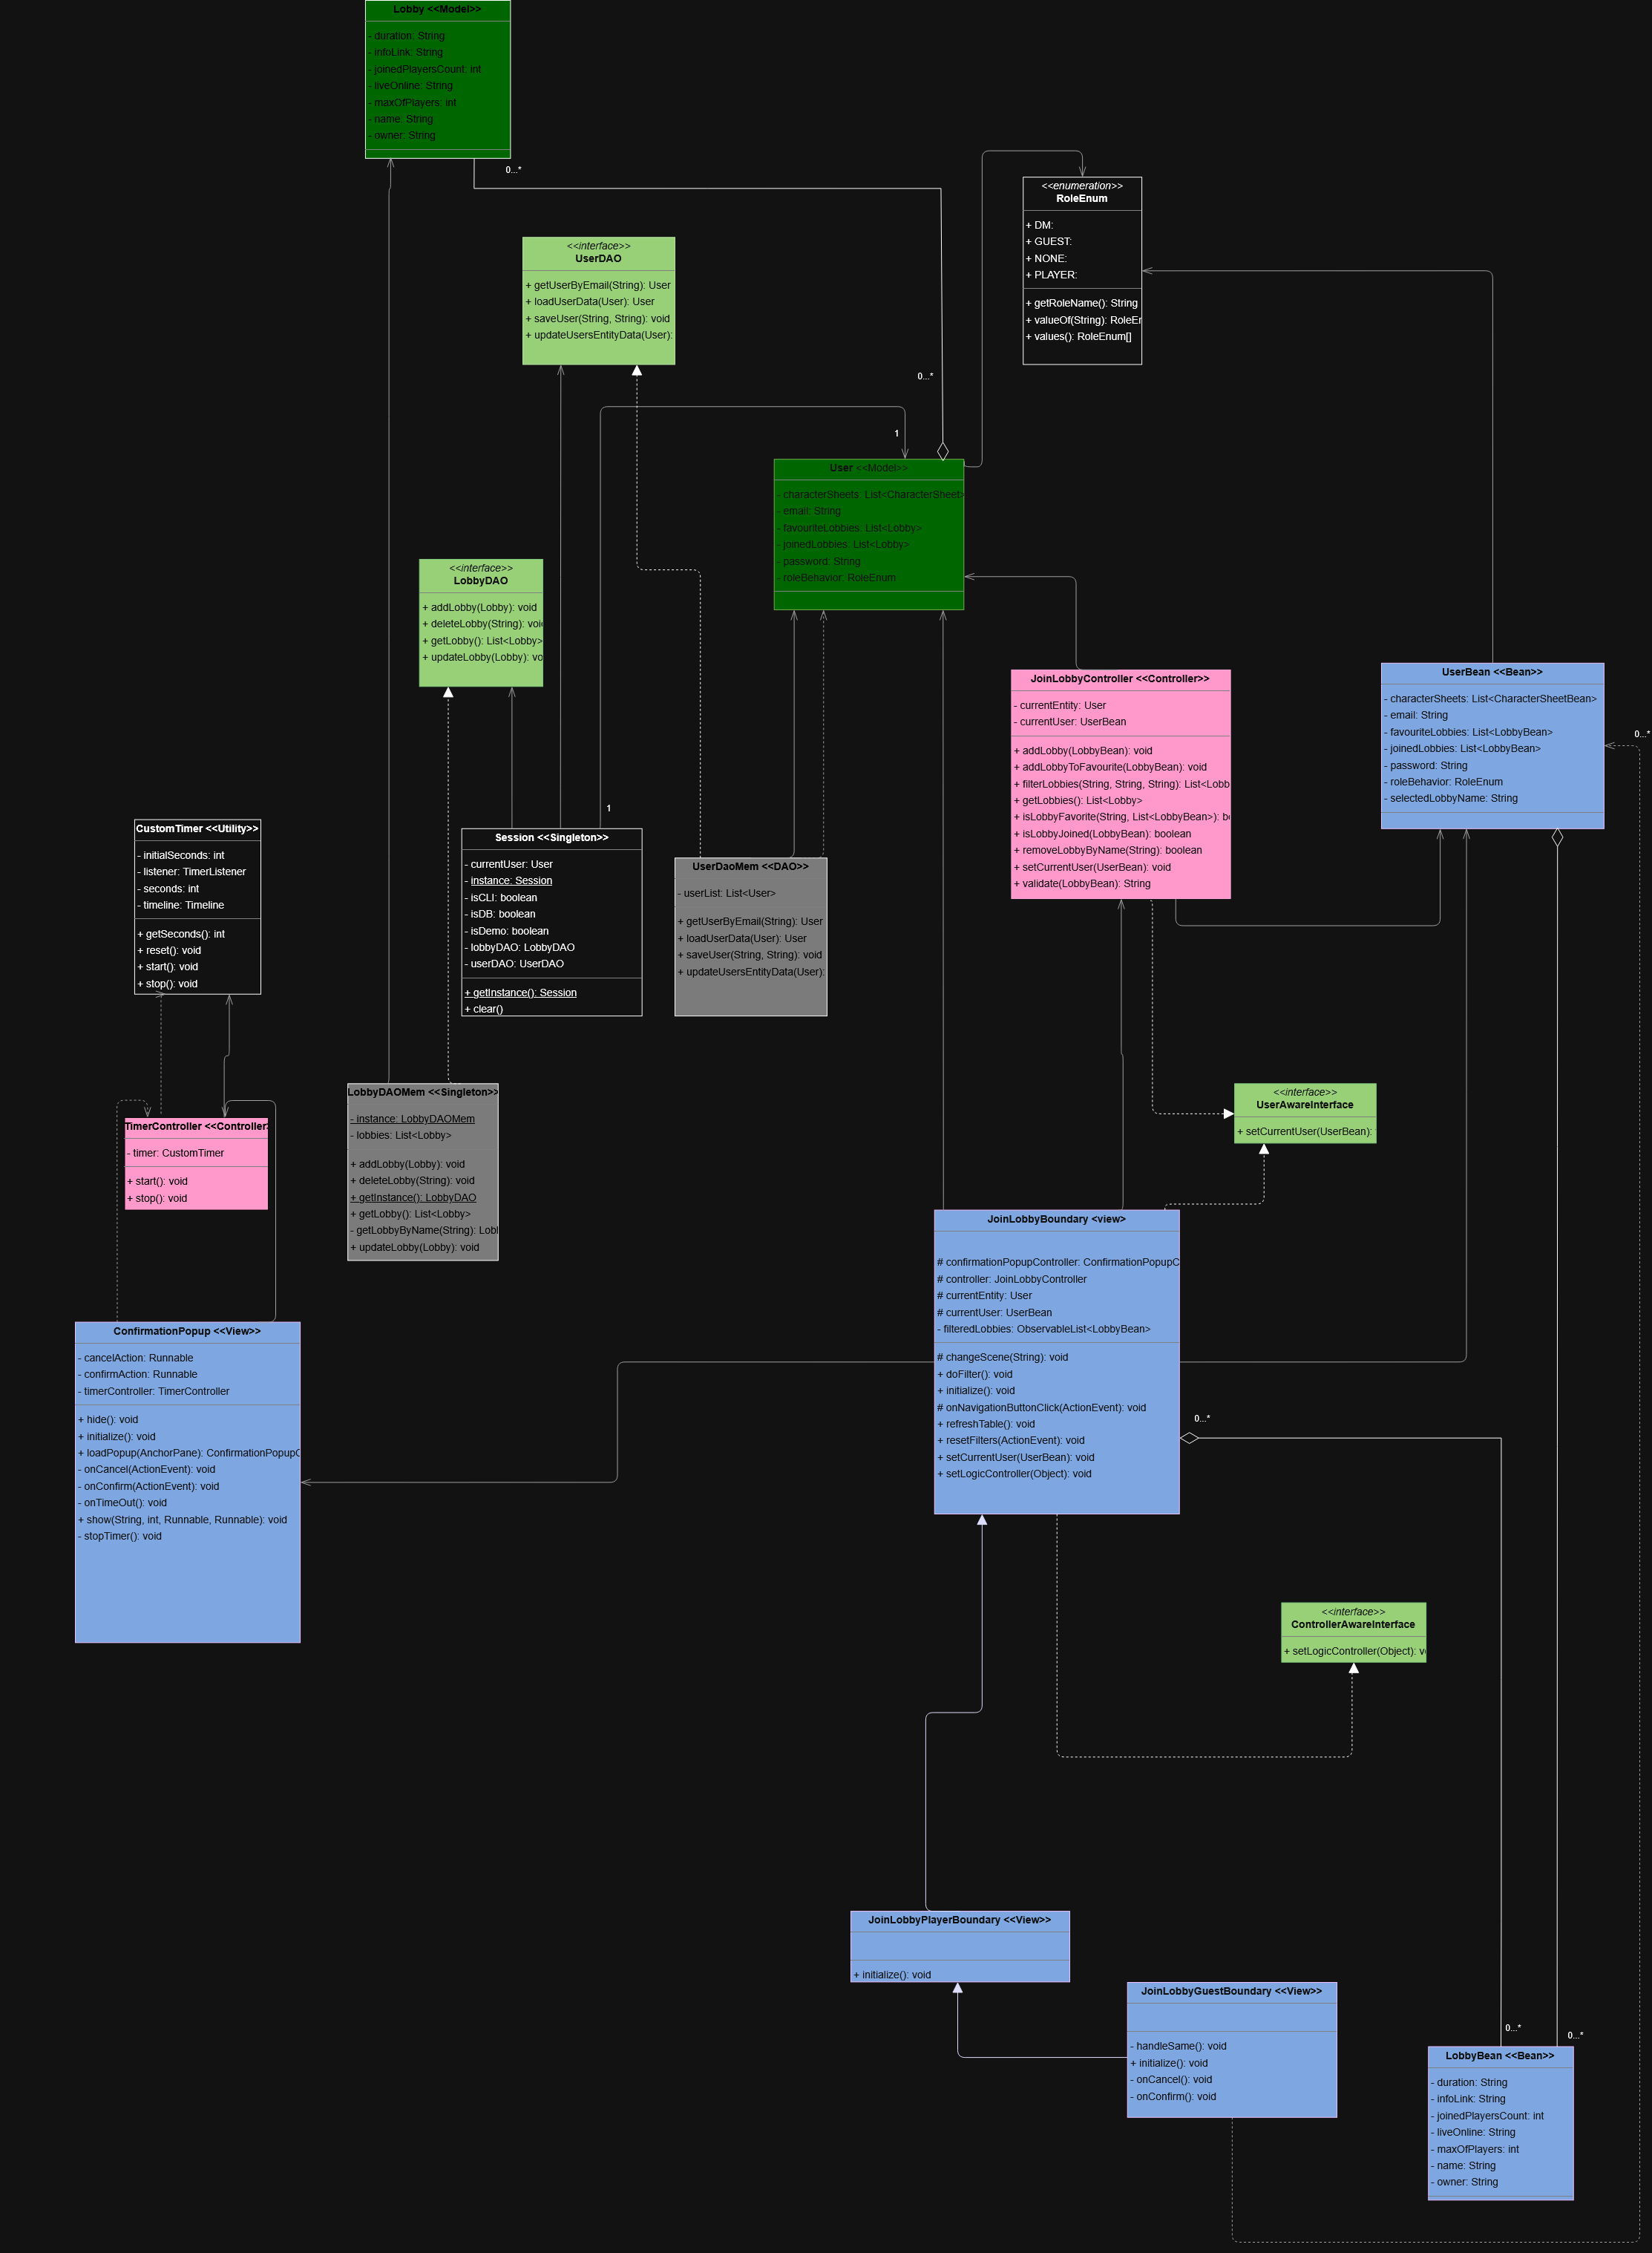 Lobby <<Model>>
- duration: String
- infoLink: String
- joinedPlayersCount: int
- liveOnline: String
- maxOfPlayers: int
- name: String
- owner: String
0...*
<<enumeration>>
RoleEnum
+ DM:
+ GUEST:
+ NONE:
+ PLAYER:
+ getRoleName(): String
+ valueOf(String): RoleEn
+ values(): RoleEnum[]
<<interface>>
UserDAO
+ getUserByEmail(String): User
+ loadUserData(User): User
+ saveUser(String, String): void
+ updateUsersEntityData(User):
0...*
1
User <<Model>>
- characterSheets: List<CharacterSheet>
- email: String
- favouriteLobbies: List<Lobby>
- joinedLobbies: List<Lobby>
- password: String
- roleBehavior: RoleEnum
<<interface>>
LobbyDAO
+ addLobby(Lobby): void
+ deleteLobby(String): void
+ getLobby(): List<Lobby>
+ updateLobby(Lobby): vo
JoinLobbyController <<Controller>>
- currentEntity: User
- currentUser: UserBean
+ addLobby(LobbyBean): void
+ addLobbyToFavourite(LobbyBean): void
+ filterLobbies(String, String, String): List<Lobb
+ getLobbies(): List<Lobby>
+ isLobbyFavorite(String, List<LobbyBean>): bo
+ isLobbyJoined(LobbyBean): boolean
+ removeLobbyByName(String): boolean
+ setCurrentUser(UserBean): void
+ validate(LobbyBean): String
UserBean <<Bean>>
- characterSheets: List<CharacterSheetBean>
- email: String
- favouriteLobbies: List<LobbyBean>
- joinedLobbies: List<LobbyBean>
- password: String
- roleBehavior: RoleEnum
- selectedLobbyName: String
0...*
1
CustomTimer <<Utility>>
- initialSeconds: int
- listener: TimerListener
- seconds: int
- timeline: Timeline
+ getSeconds(): int
+ reset(): void
+ start(): void
+ stop(): void
Session <<Singleton>>
- currentUser: User
- instance: Session
- isCLI: boolean
- isDB: boolean
- isDemo: boolean
- lobbyDAO: LobbyDAO
- userDAO: UserDAO
+ getInstance(): Session
+ clear()
UserDaoMem <<DAO>>
- userList: List<User>
+ getUserByEmail(String): User
+ loadUserData(User): User
+ saveUser(String, String): void
+ updateUsersEntityData(User):
LobbyDAOMem <<Singleton>>
- instance: LobbyDAOMem
- lobbies: List<Lobby>
+ addLobby(Lobby): void
+ deleteLobby(String): void
+ getInstance(): LobbyDAO
+ getLobby(): List<Lobby>
- getLobbyByName(String): Lobl
+ updateLobby(Lobby): void
TimerController <<Controller>
- timer: CustomTimer
+ start(): void
+ stop(): void
<<interface>>
UserAwareInterface
+ setCurrentUser(UserBean):
JoinLobbyBoundary <view>
# confirmationPopupController: ConfirmationPopupC
# controller: JoinLobbyController
# currentEntity: User
# currentUser: UserBean
- filteredLobbies: ObservableList<LobbyBean>
# changeScene(String): void
+ doFilter(): void
+ initialize(): void
# onNavigationButtonClick(ActionEvent): void
+ refreshTable(): void
+ resetFilters(ActionEvent): void
+ setCurrentUser(UserBean): void
+ setLogicController(Object): void
0...*
ConfirmationPopup <<View>>
- cancelAction: Runnable
- confirmAction: Runnable
- timerController: TimerController
+ hide(): void
+ initialize(): void
+ loadPopup(AnchorPane): ConfirmationPopupC
- onCancel(ActionEvent): void
- onConfirm(ActionEvent): void
- onTimeOut(): void
+ show(String, int, Runnable, Runnable): void
- stopTimer(): void
<<interface>>
ControllerAwareInterface
+ setLogicController(Object): v
JoinLobbyPlayerBoundary <<View>>
+ initialize(): void
JoinLobbyGuestBoundary <<View>>
- handleSame(): void
+ initialize(): void
- onCancel(): void
- onConfirm(): void
0...*
0...*
LobbyBean <<Bean>>
- duration: String
- infoLink: String
- joinedPlayersCount: int
- liveOnline: String
- maxOfPlayers: int
- name: String
- owner: String